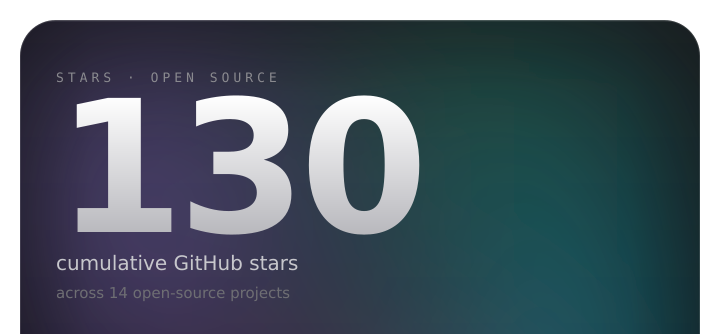 STARS · OPEN SOURCE
130
cumulative GitHub stars
across 14 open-source projects